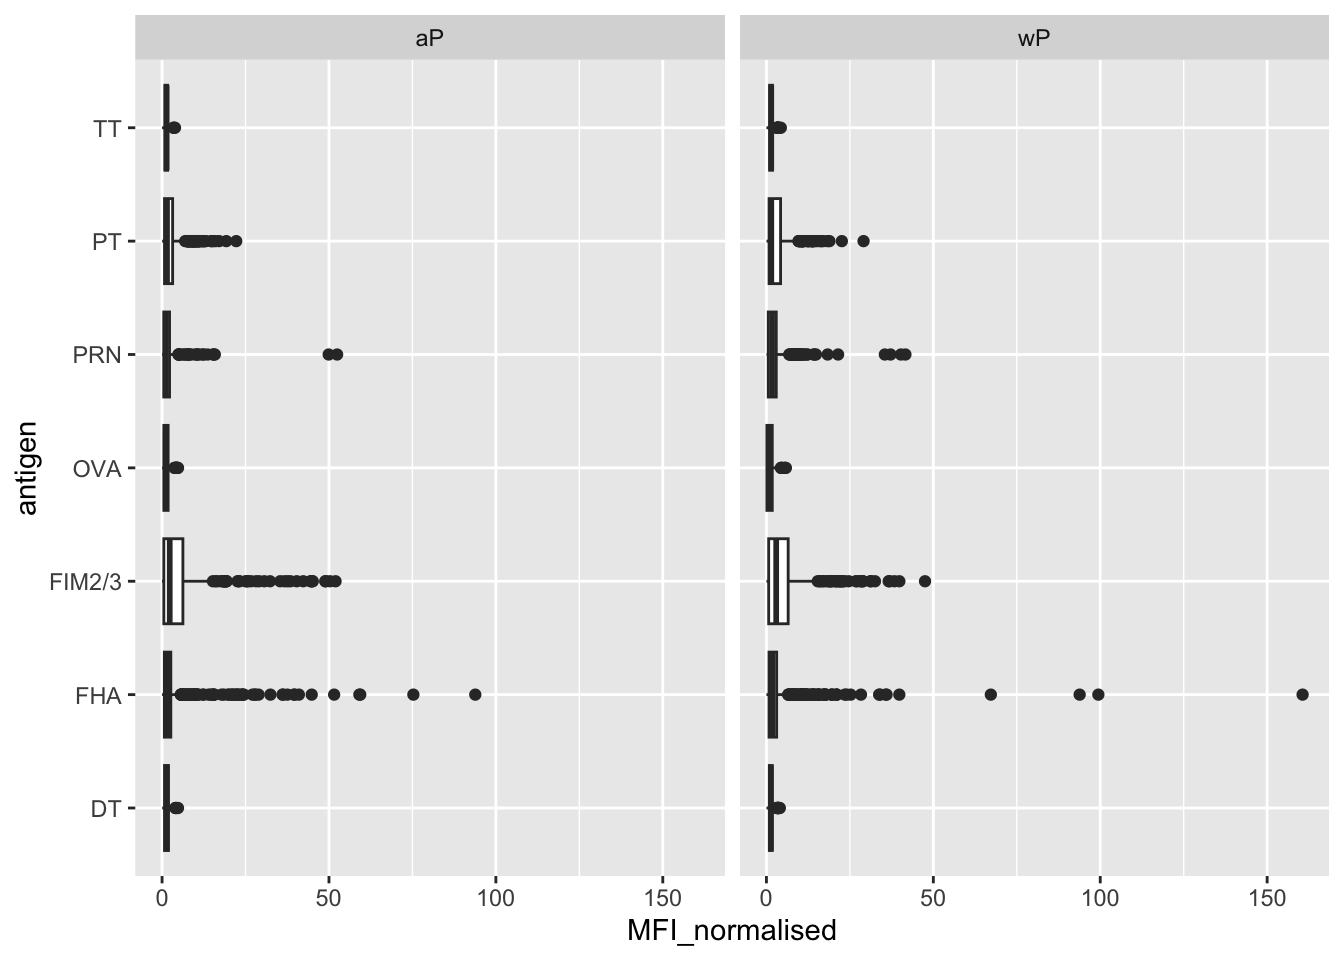 aP wP
TT
PT
PRN
OVA
FIM2/3
FHA
DT
antigen
0 50 100 150 0 50 100 150
MFI_normalised